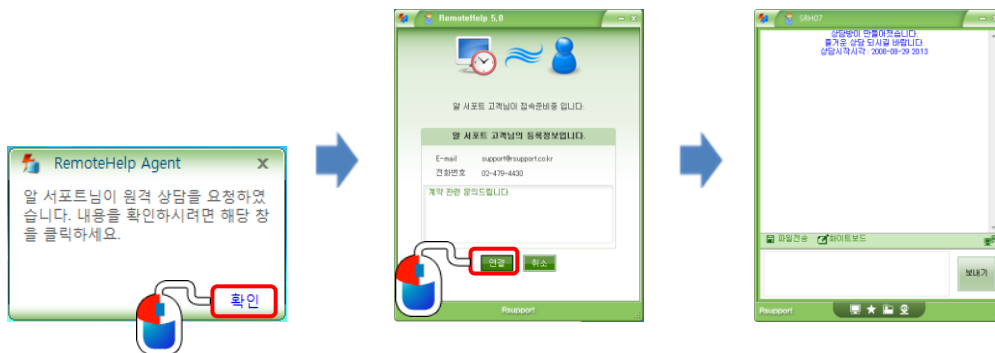 RemoteHelp Agent
알 서포트님이 원격 상담을 요청하였
습니다. 내용을 확인하시려면 해당 창
을 클릭하세요.
확인
RemoteHelp 5.0
알 서포트 고객님이 접속준비중 입니다.
알 서포트 고객님의 등록정보입니다.
E-mail support@rsupport.co.kr
전화번호 02-479-4430
계약 관련 문의드립니다.
연결 취소
Rsupport
SRH07
상담방이 만들어졌습니다.
즐거운 상담 되시길 바랍니다.
상담시작시각 : 2008-08-29 2013
파일전송 화이트보드
보내기
Rsupport